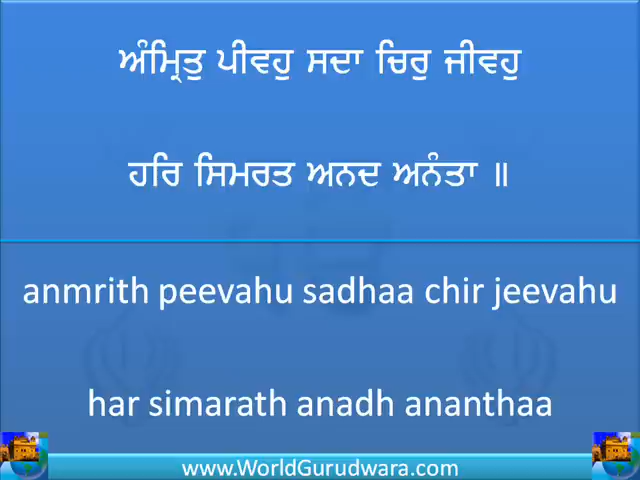 ਅੰਮ੍ਰਿਤੁ ਪੀਵਹੁ ਸਦਾ ਚਿਰੁ ਜੀਵਹੁ
ਹਰਿ ਸਿਮਰਤ ਅਨਦ ਅਨੰਤਾ ॥
anmrith peevahu sadhaa chir jeevahu
har simarath anadh ananthaa
www.WorldGurudwara.com